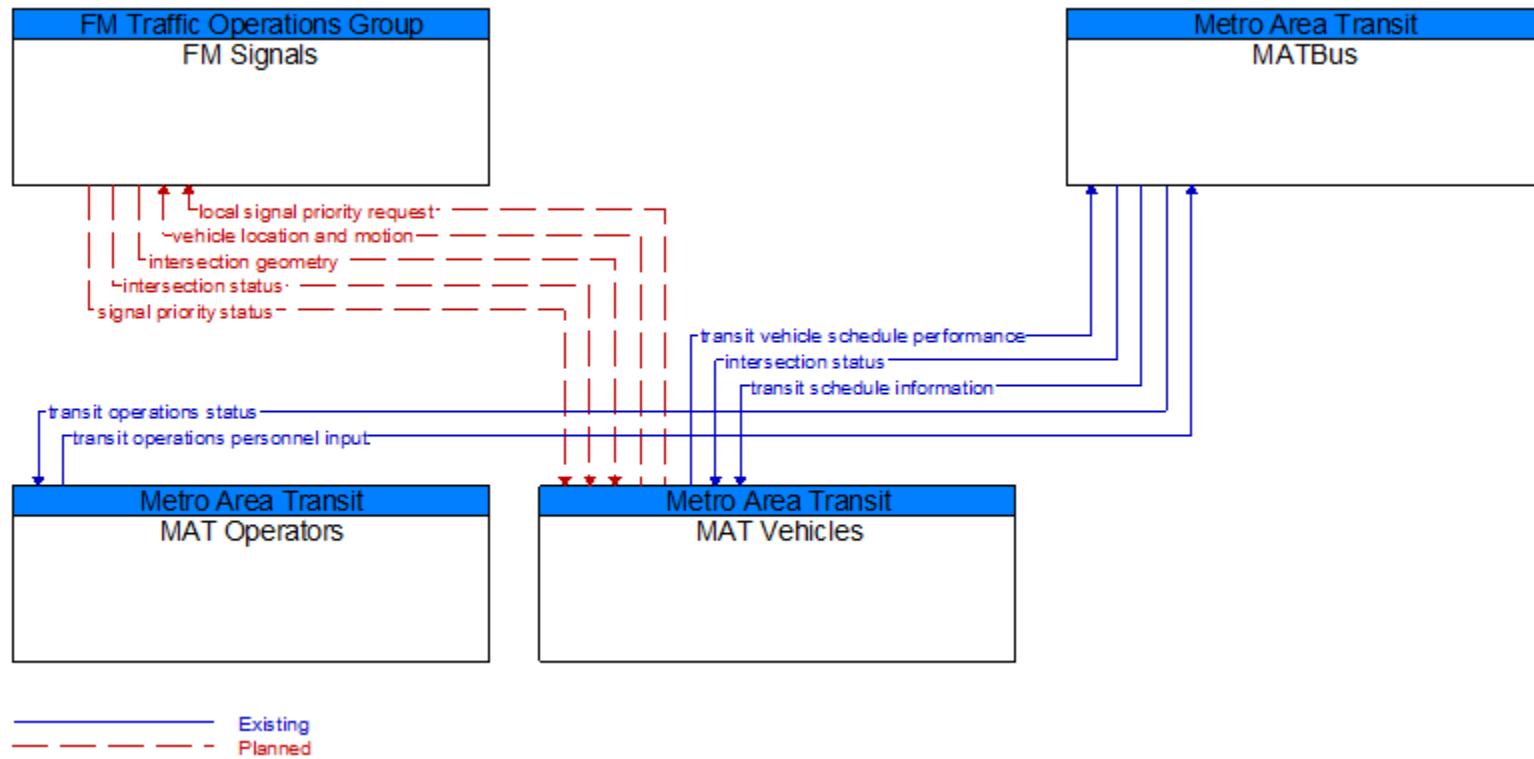 FM Traffic Operations Group
FM Signals
Metro Area Transit
MATBus
local signal priority request
vehicle location and motion
intersection geometry
intersection status
signal priority status
transit vehicle schedule performance
intersection status
transit schedule information
transit operations status
transit operations personnel input
Metro Area Transit
MAT Operators
Metro Area Transit
MAT Vehicles
Existing
Planned